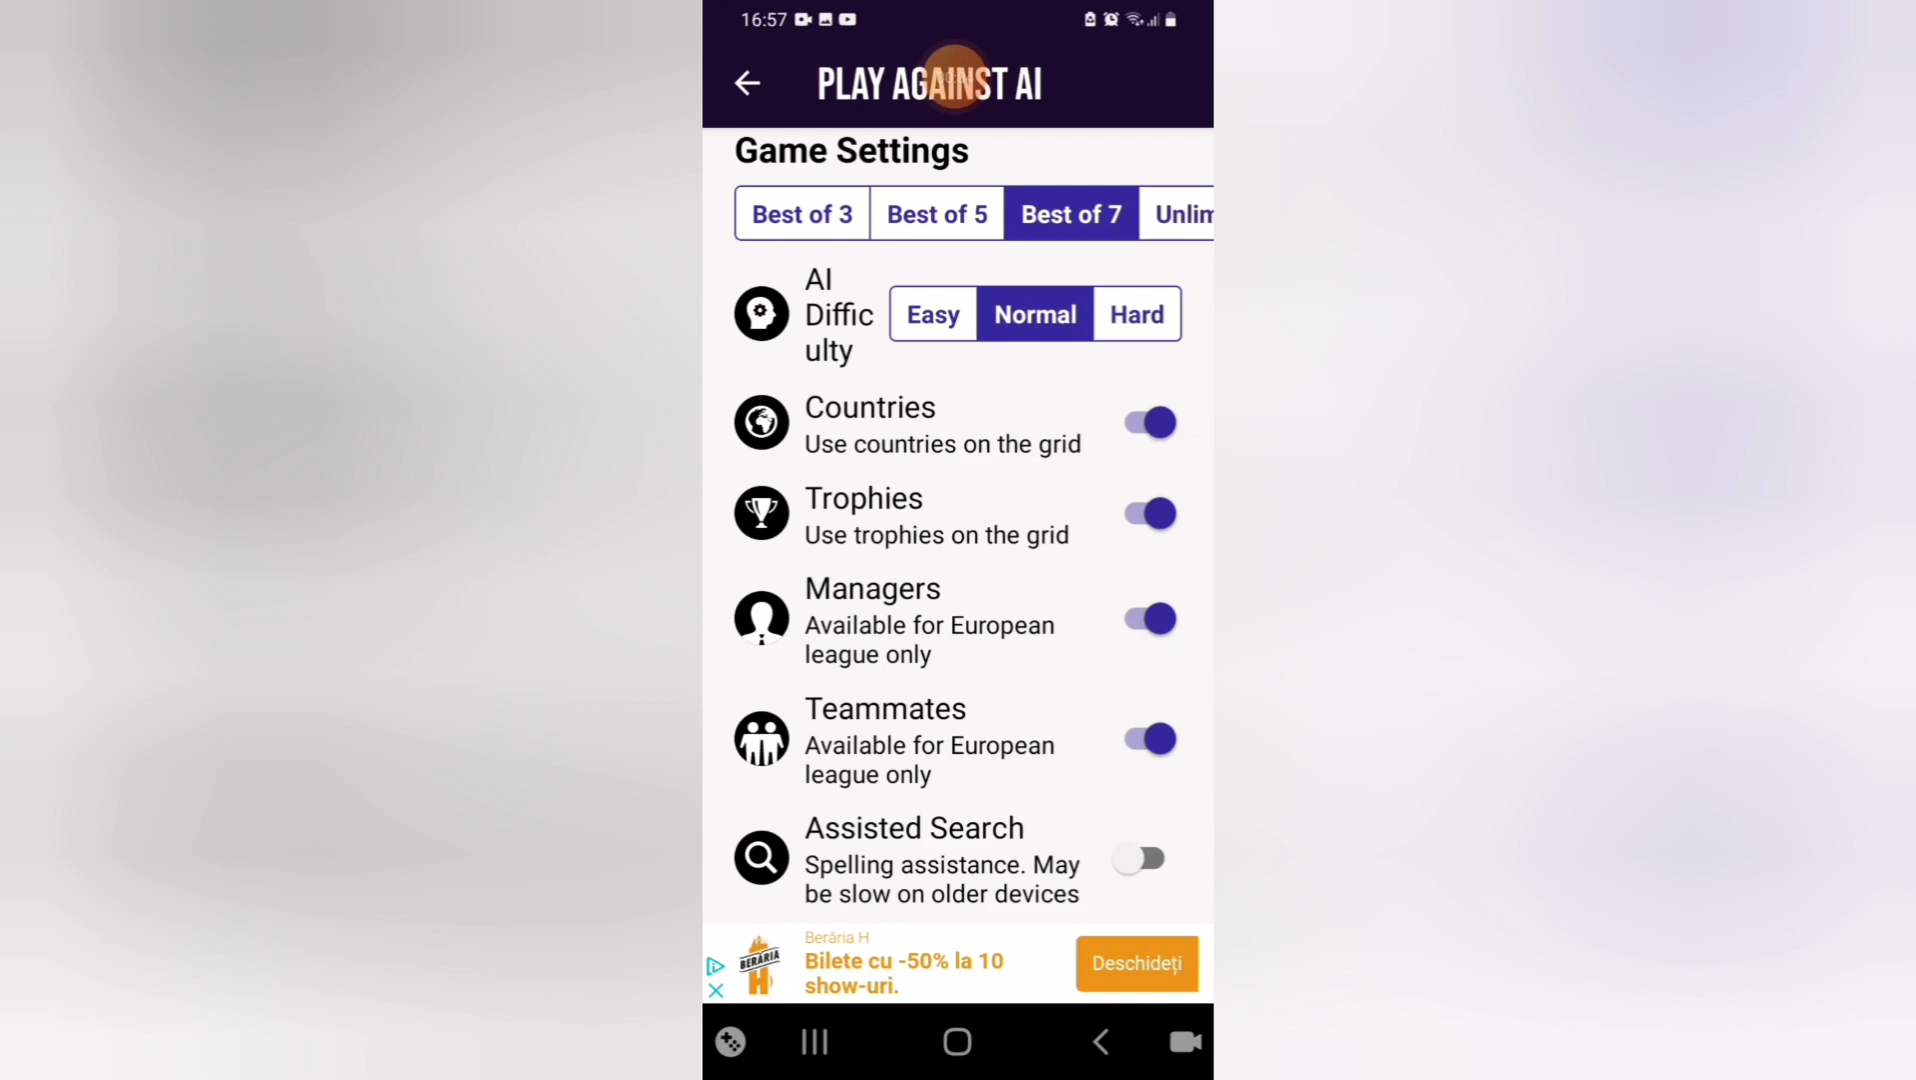 16:57
PLAY AGAINST AI
Game Settings
Best of 3
Best of 5
Best of 7
Unlim
AI
Diffic
ulty
Easy
Normal
Hard
Countries
Use countries on the grid
Trophies
Use trophies on the grid
Managers
Available for European
league only
Teammates
Available for European
league only
Assisted Search
Spelling assistance. May
be slow on older devices
BERĂRIA
H
Berăria H
Bilete cu -50% la 10
show-uri.
Deschideți